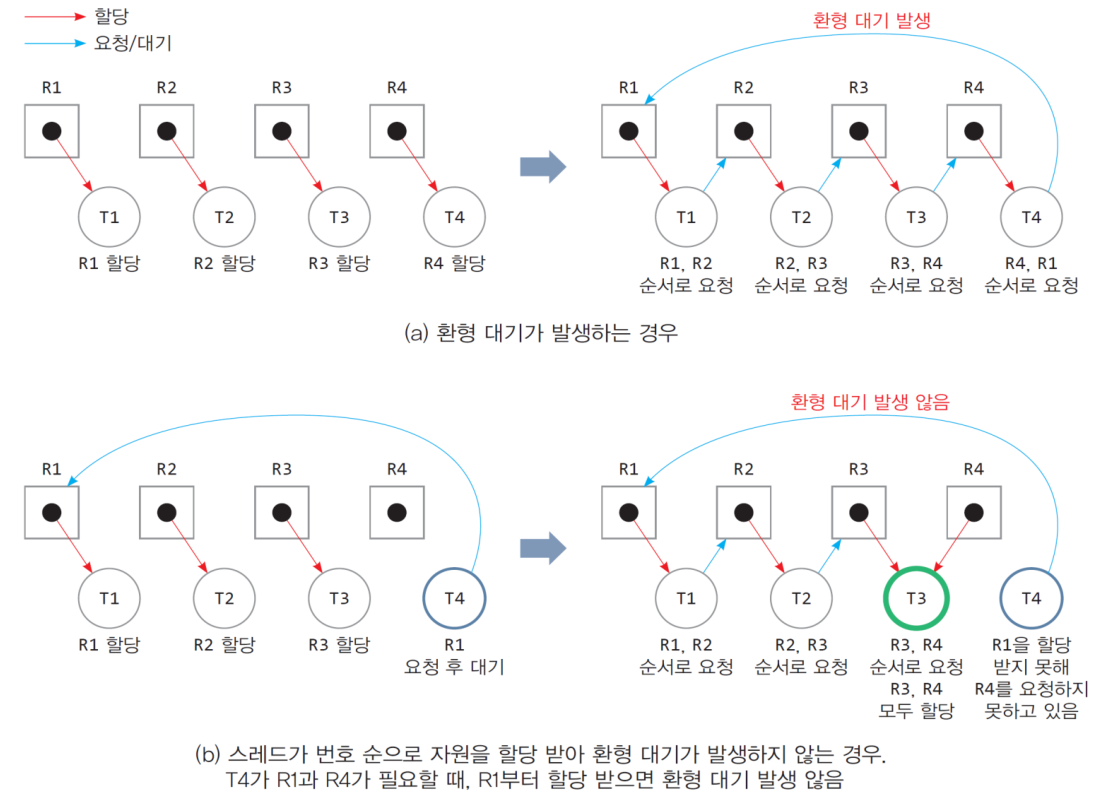 할당
요청/대기
환형 대기 발생
R1 R2 R3 R4
R1 R2 R3 R4
T1 T2 T3 T4
T1 T2 T3 T4
R1 할당 R2 할당 R3 할당 R4 할당
R1, R2 R2, R3 R3, R4 R4, R1
순서로 요청 순서로 요청 순서로 요청 순서로 요청
(a) 환형 대기가 발생하는 경우
환형 대기 발생 않음
R1 R2 R3 R4
R1 R2 R3 R4
T1 T2 T3 T4
T1 T2 T3 T4
R1 할당 R2 할당 R3 할당 R1
요청 후 대기
R1, R2 R2, R3 R3, R4 R1을 할당
순서로 요청 순서로 요청 순서로 요청 받지 못해
R3, R4 R4를 요청하지
모두 할당 못하고 있음
(b) 스레드가 번호 순으로 자원을 할당 받아 환형 대기가 발생하지 않는 경우.
T4가 R1과 R4가 필요할 때, R1부터 할당 받으면 환형 대기 발생 않음